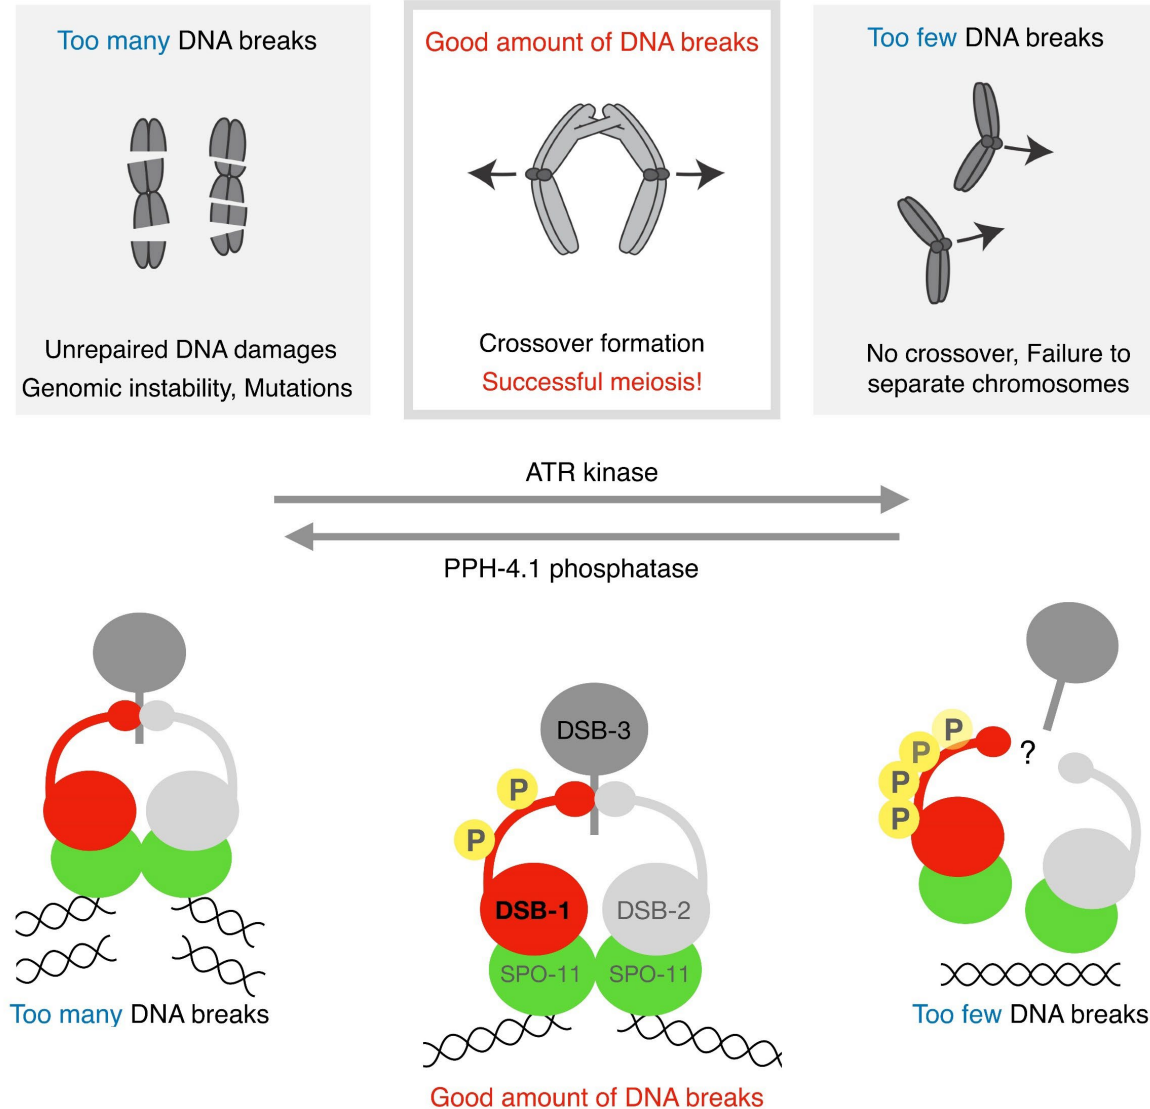 Too many DNA breaks
Unrepaired DNA damages
Genomic instability, Mutations
Good amount of DNA breaks
Crossover formation
Successful meiosis!
Too few DNA breaks
No crossover, Failure to
separate chromosomes
ATR kinase
PPH-4.1 phosphatase
Too many DNA breaks
DSB-3
P
P
DSB-1
DSB-2
SPO-11
SPO-11
Good amount of DNA breaks
P
P
P
P
?
Too few DNA breaks